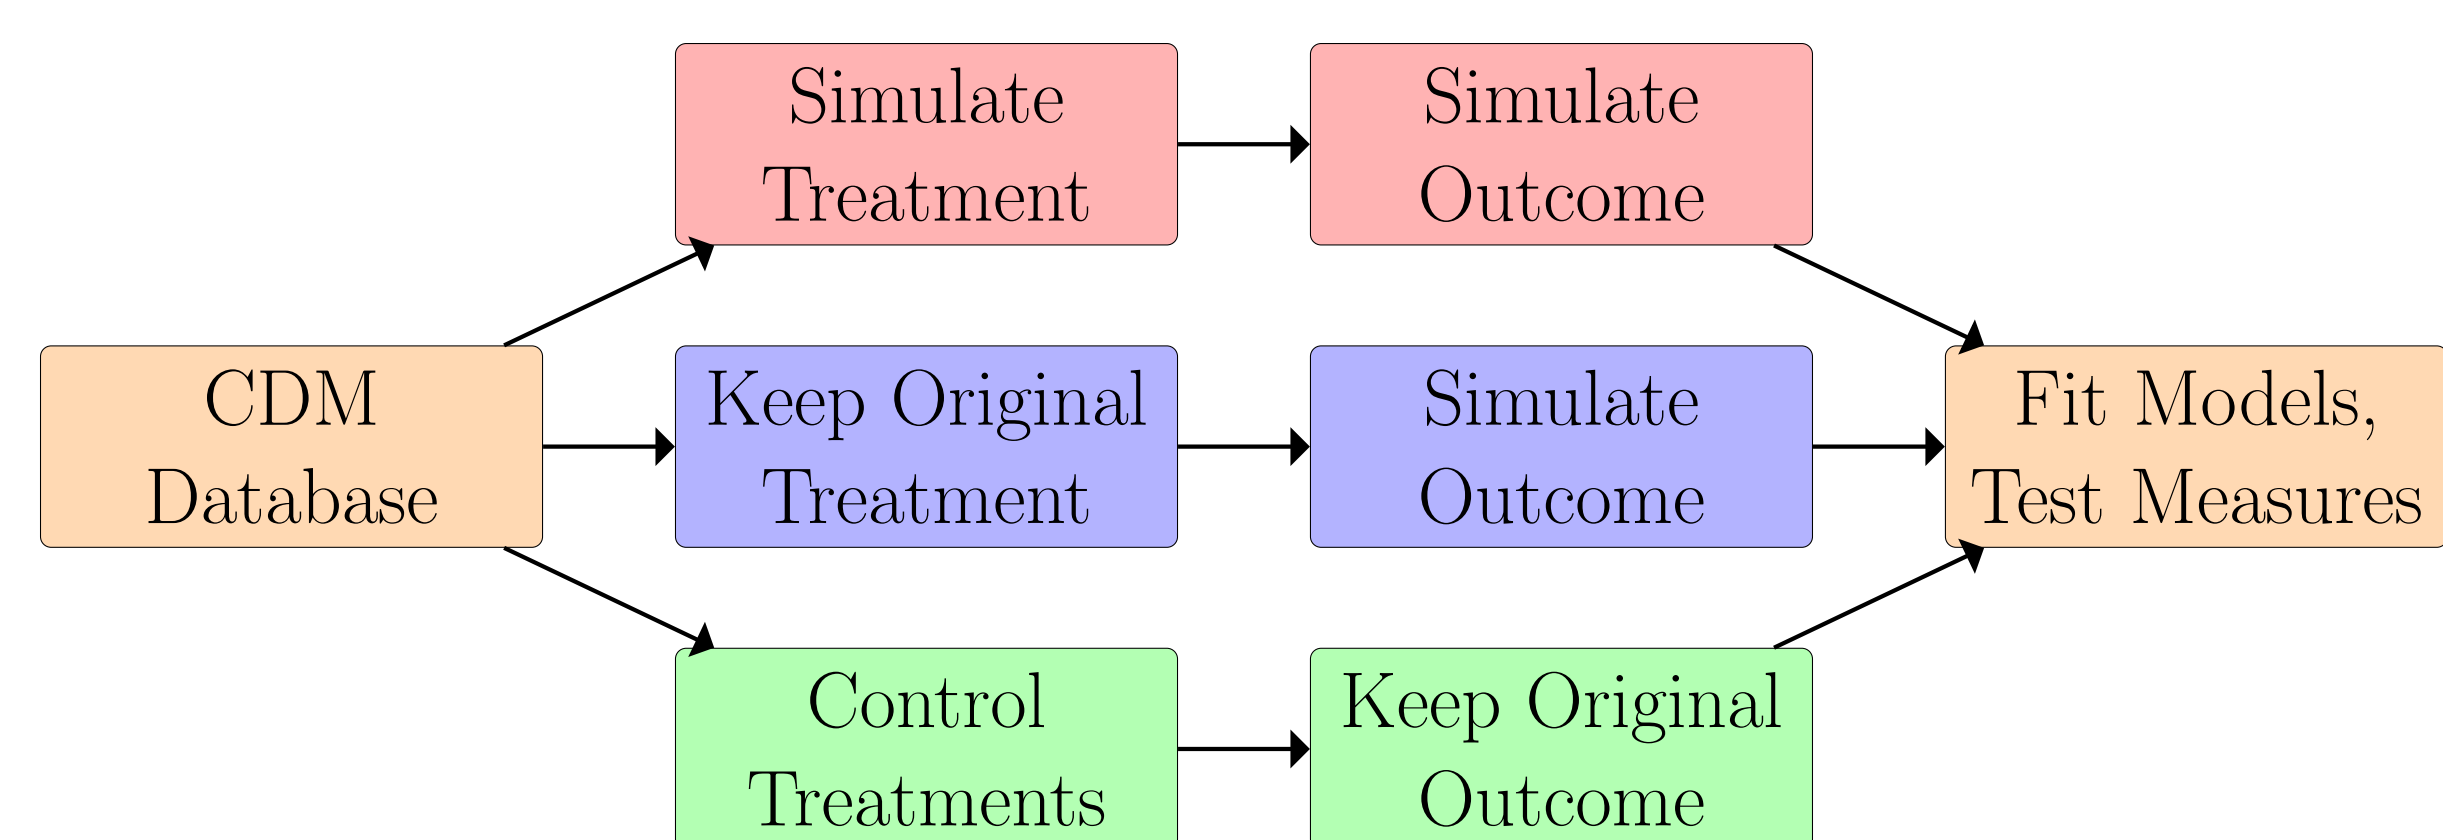 Simulate
Treatment
Simulate
Outcome
CDM
Database
Keep Original
Treatment
Simulate
Outcome
Fit Models,
Test Measures
Control
Treatments
Keep Original
Outcome